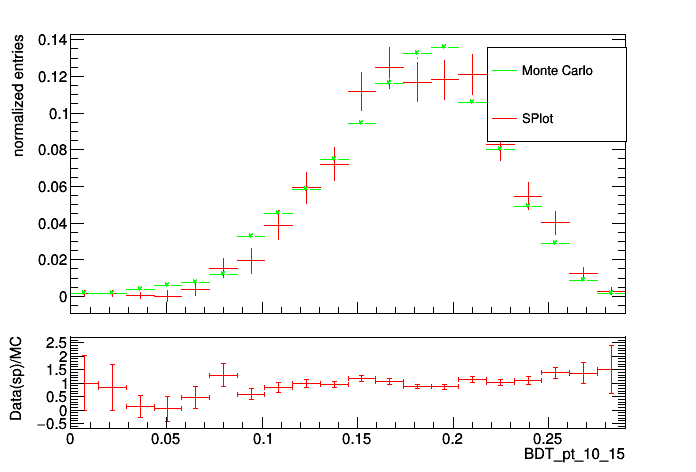 normalized entries
0.14
0.12
0.1
0.08
0.06
0.04
0.02
0
Monte Carlo
SPlot
Data(sp)/MC
2.5
2
1.5
1
0.5
0
−0.5
0 0.05 0.1 0.15 0.2 0.25
BDT_pt_10_15